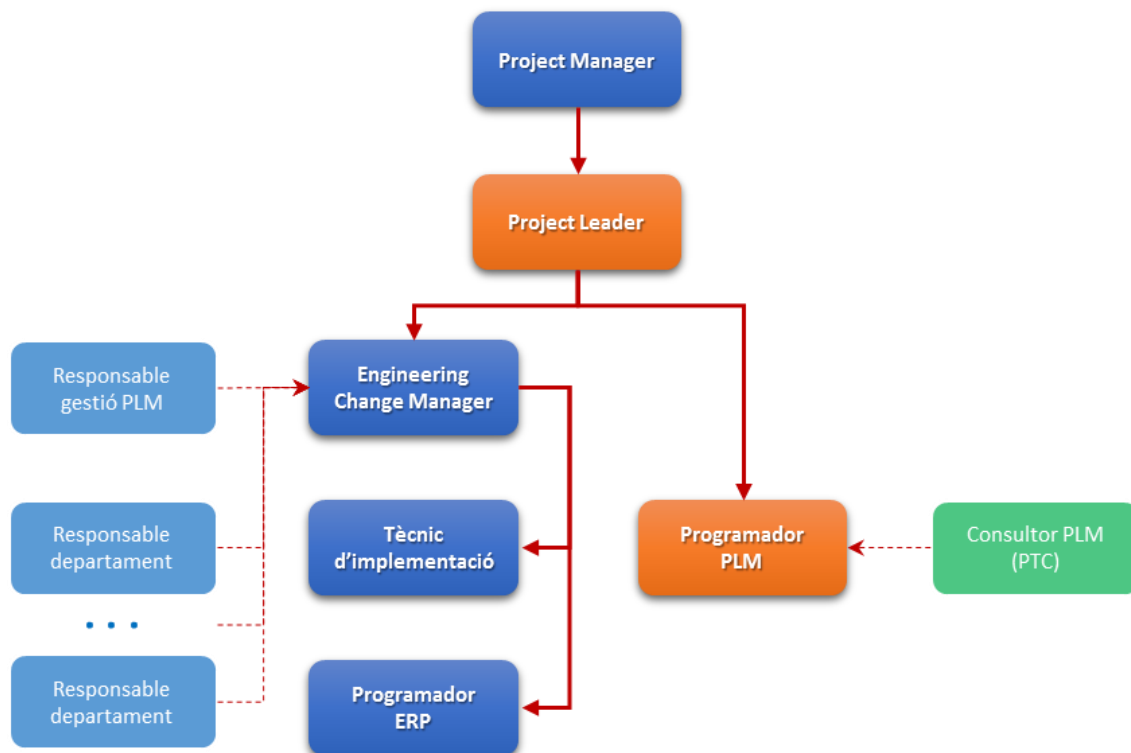 Project Manager
Project Leader
Responsable
gestió PLM
Engineering
Change Manager
Responsable
departament
Tècnic
d'implementació
Programador
PLM
Consultor PLM
(PTC)
• • •
Responsable
departament
Programador
ERP